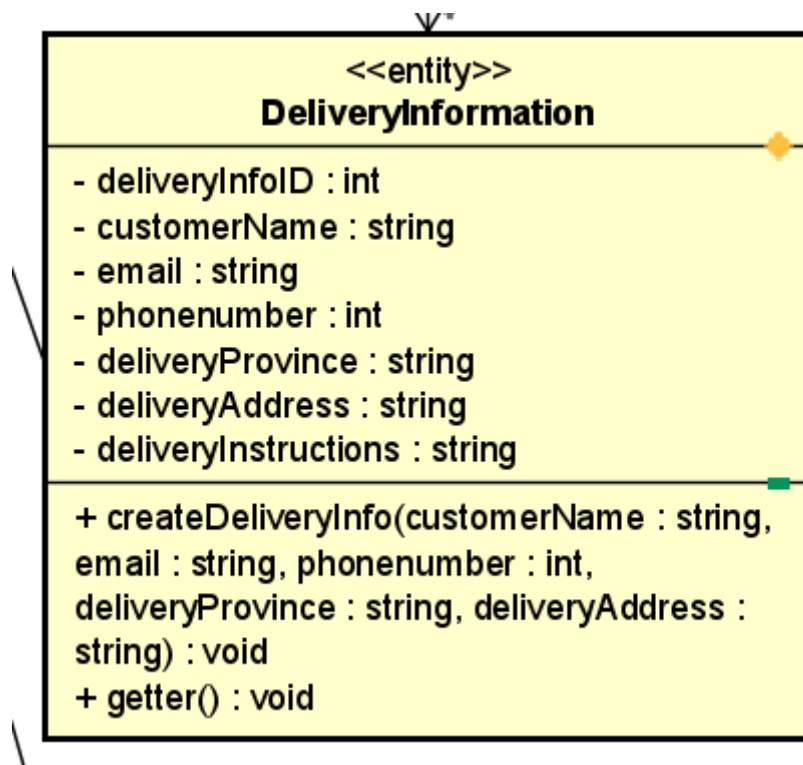 <<entity>>
DeliveryInformation
- deliveryInfoID : int
- customerName : string
- email : string
- phonenumber : int
- deliveryProvince : string
- deliveryAddress : string
- deliveryInstructions : string
+ createDeliveryInfo(customerName : string,
email : string, phonenumber : int,
deliveryProvince : string, deliveryAddress :
string) : void
+ getter() : void